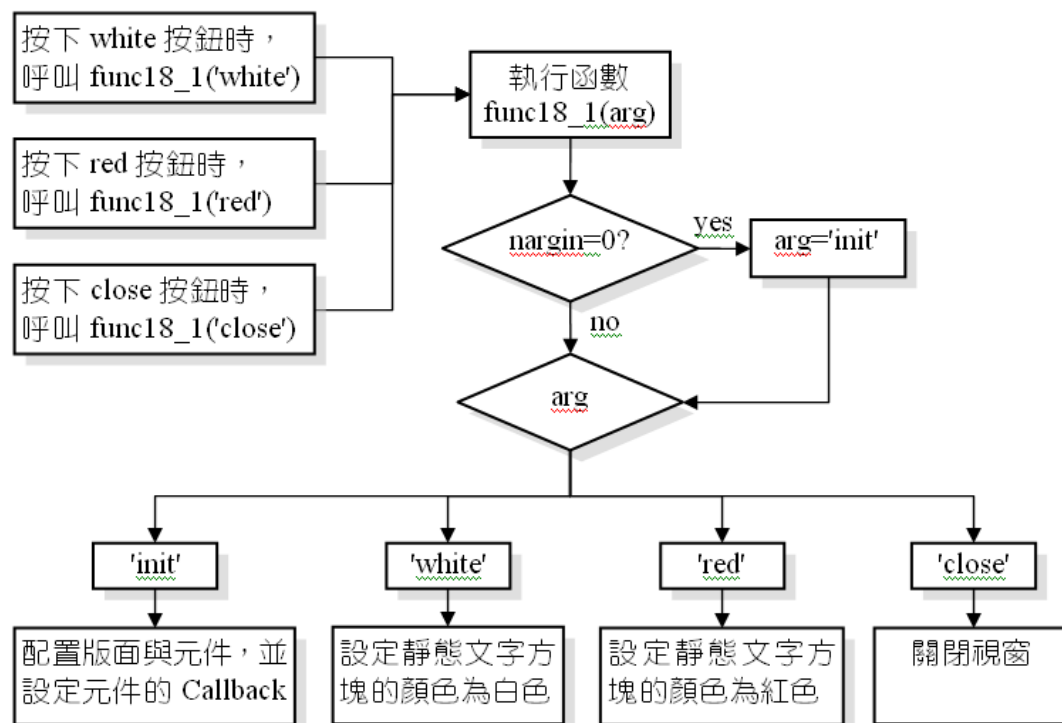 按下 white 按鈕時，
呼叫 func18_1('white')
按下 red 按鈕時，
呼叫 func18_1('red')
按下 close 按鈕時，
呼叫 func18_1('close')
執行函數
func18_1(arg)
nargin=0?
yes
arg='init'
no
arg
'init'
'white'
'red'
'close'
配置版面與元件，並
設定元件的 Callback
設定靜態文字方
塊的顏色為白色
設定靜態文字方
塊的顏色為紅色
關閉視窗